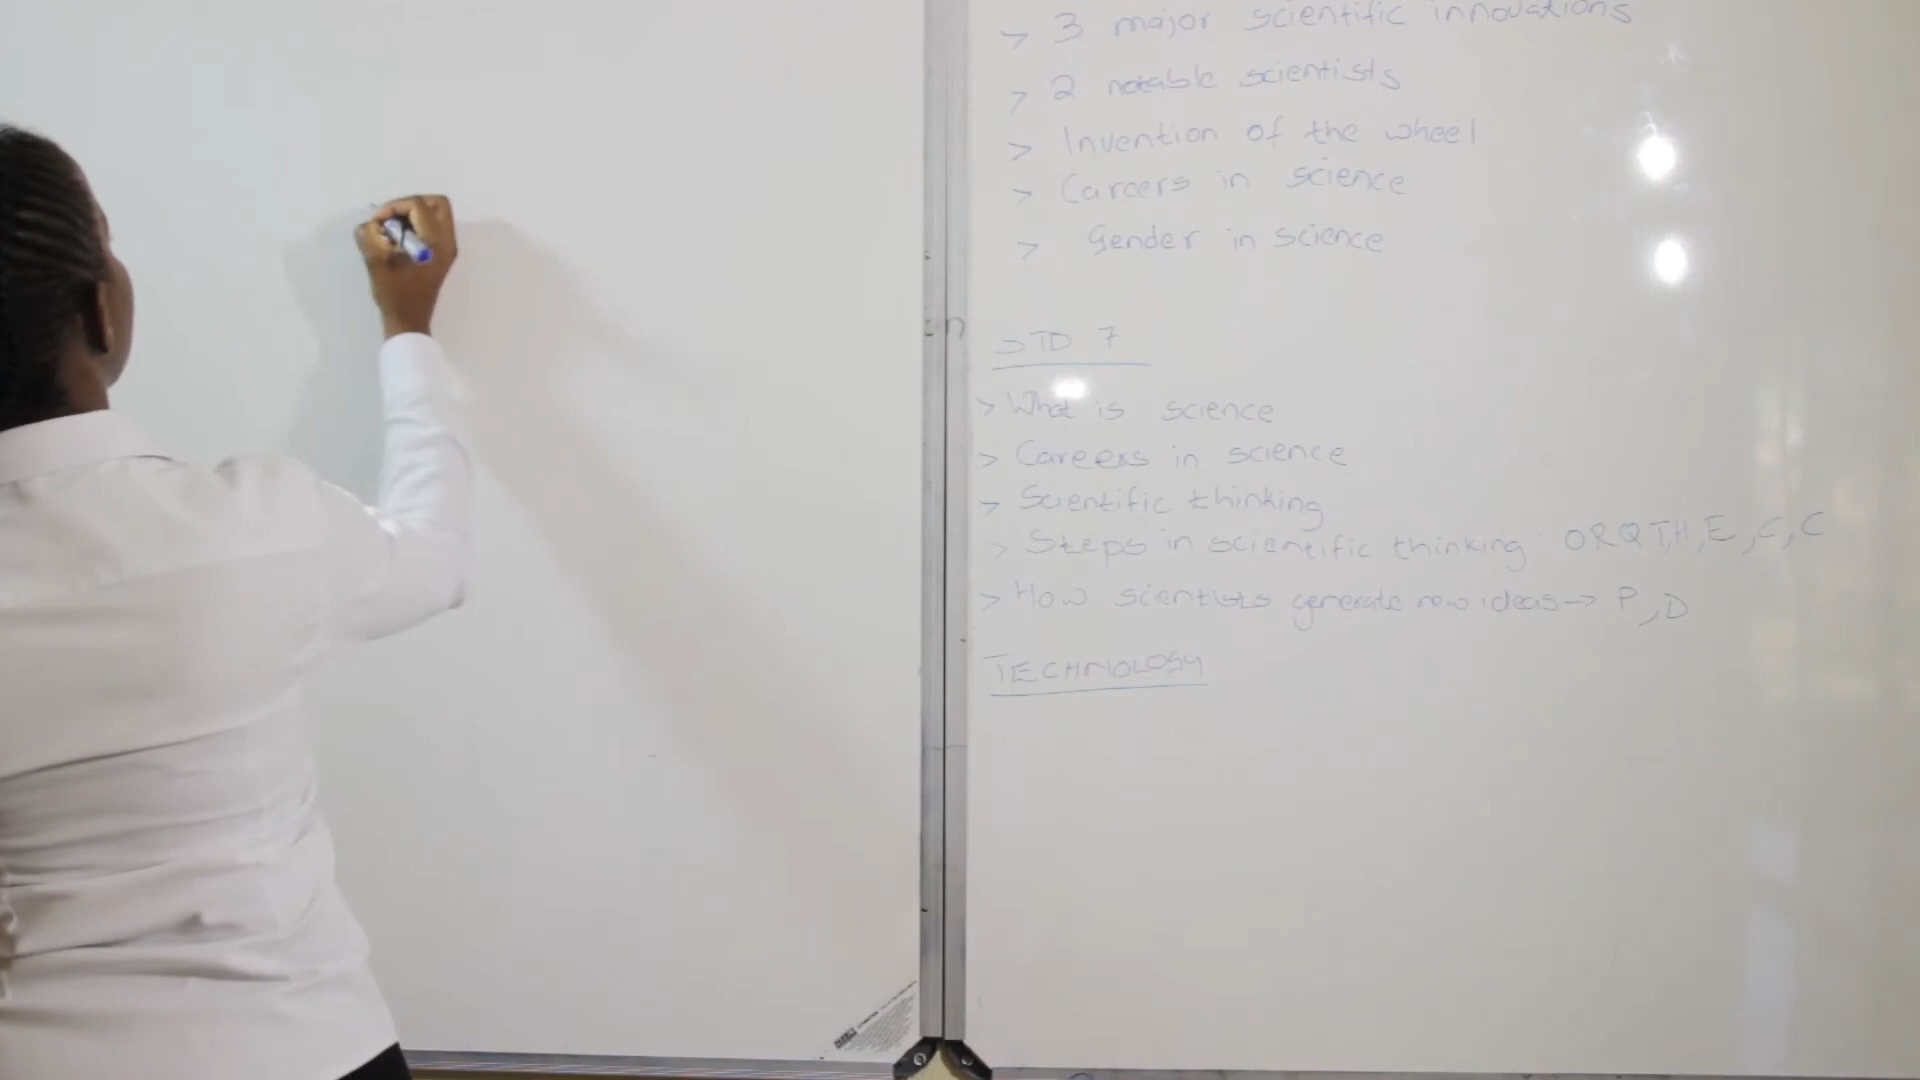 > 3 major scientific innovations
> 2 notable scientists
> Invention of the wheel
> Careers in science
> Gender in science
STD 7
> What is science
> Careers in science
> Scientific thinking
> Steps in scientific thinking: ORQ T,H,E,C,C
> How scientists generate new ideas -> P,D
TECHNOLOGY